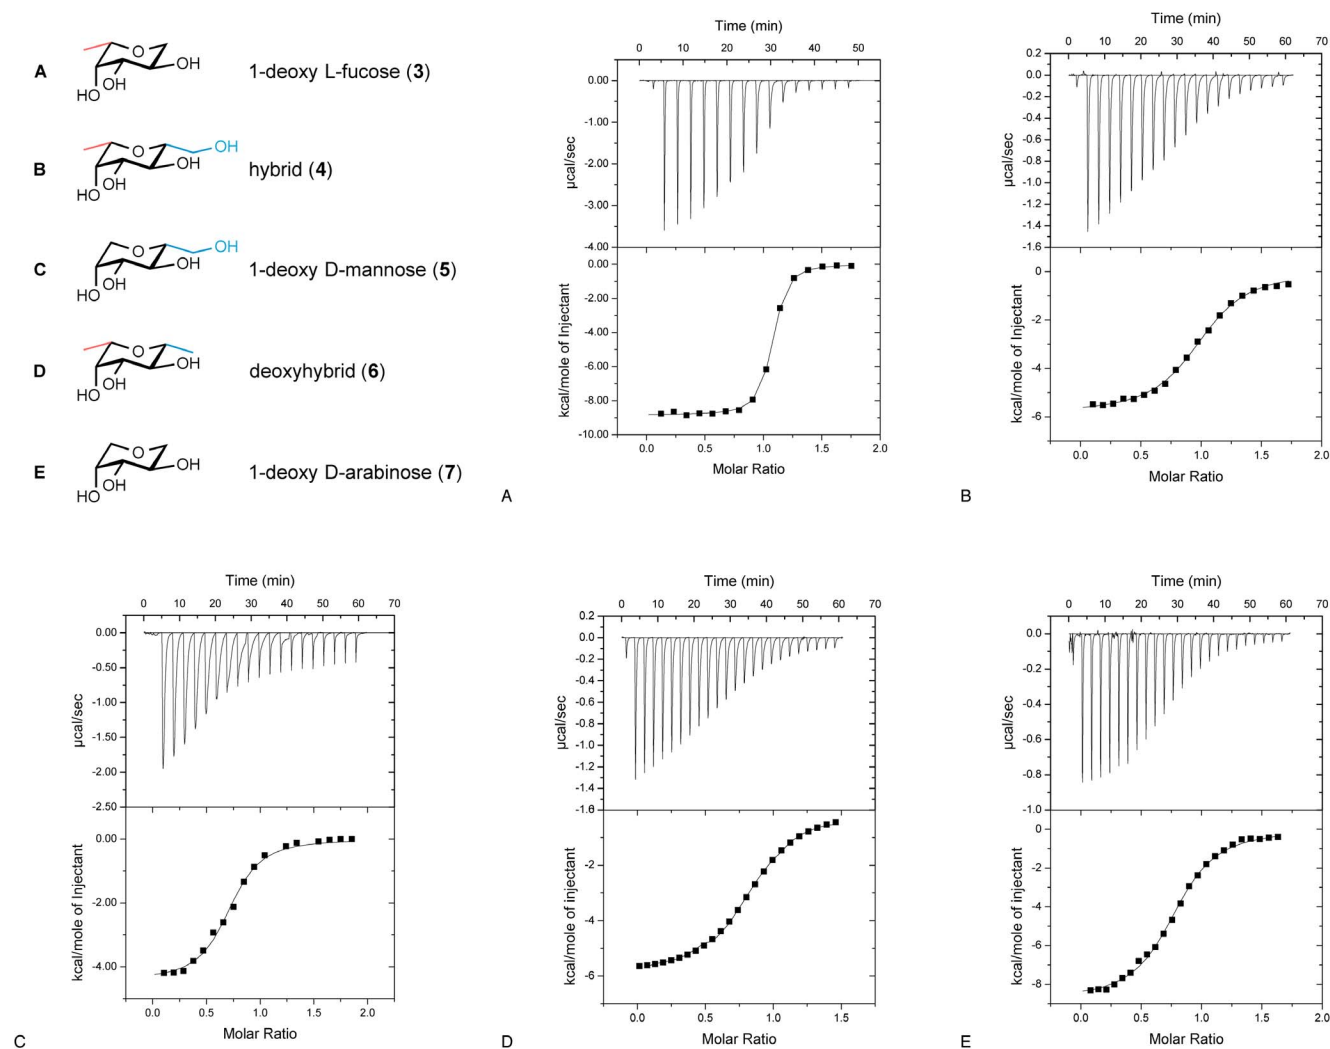 A
O
OH
OH
HO
1-deoxy L-fucose (3)
B
O
OH
OH
OH
HO
hybrid (4)
C
O
OH
OH
OH
HO
1-deoxy D-mannose (5)
D
O
OH
OH
HO
deoxyhybrid (6)
E
O
OH
OH
HO
1-deoxy D-arabinose (7)
Time (min)
0 10 20 30 40 50
0.00
-1.00
-2.00
-3.00
-4.00
µcal/sec
0.00
-2.00
-4.00
-6.00
-8.00
-10.00
kcal/mole of Injectant
0.0 0.5 1.0 1.5 2.0
Molar Ratio
A
Time (min)
0 10 20 30 40 50 60 70
0.2
0.0
-0.2
-0.4
-0.6
-0.8
-1.0
-1.2
-1.4
-1.6
µcal/sec
0
-2
-4
-6
kcal/mole of Injectant
0.0 0.5 1.0 1.5 2.0
Molar Ratio
B
Time (min)
0 10 20 30 40 50 60 70
0.00
-0.50
-1.00
-1.50
-2.00
-2.50
µcal/sec
0.00
-2.00
-4.00
kcal/mole of Injectant
0.0 0.5 1.0 1.5 2.0
Molar Ratio
C
Time (min)
0 10 20 30 40 50 60 70
0.2
0.0
-0.2
-0.4
-0.6
-0.8
-1.0
-1.2
-1.4
-1.6
µcal/sec
-2
-4
-6
kcal/mole of injectant
0.0 0.5 1.0 1.5
Molar Ratio
D
Time (min)
0 10 20 30 40 50 60 70
0.0
-0.2
-0.4
-0.6
-0.8
-1.0
µcal/sec
0
-2
-4
-6
-8
kcal/mole of injectant
0.0 0.5 1.0 1.5 2.0
Molar Ratio
E